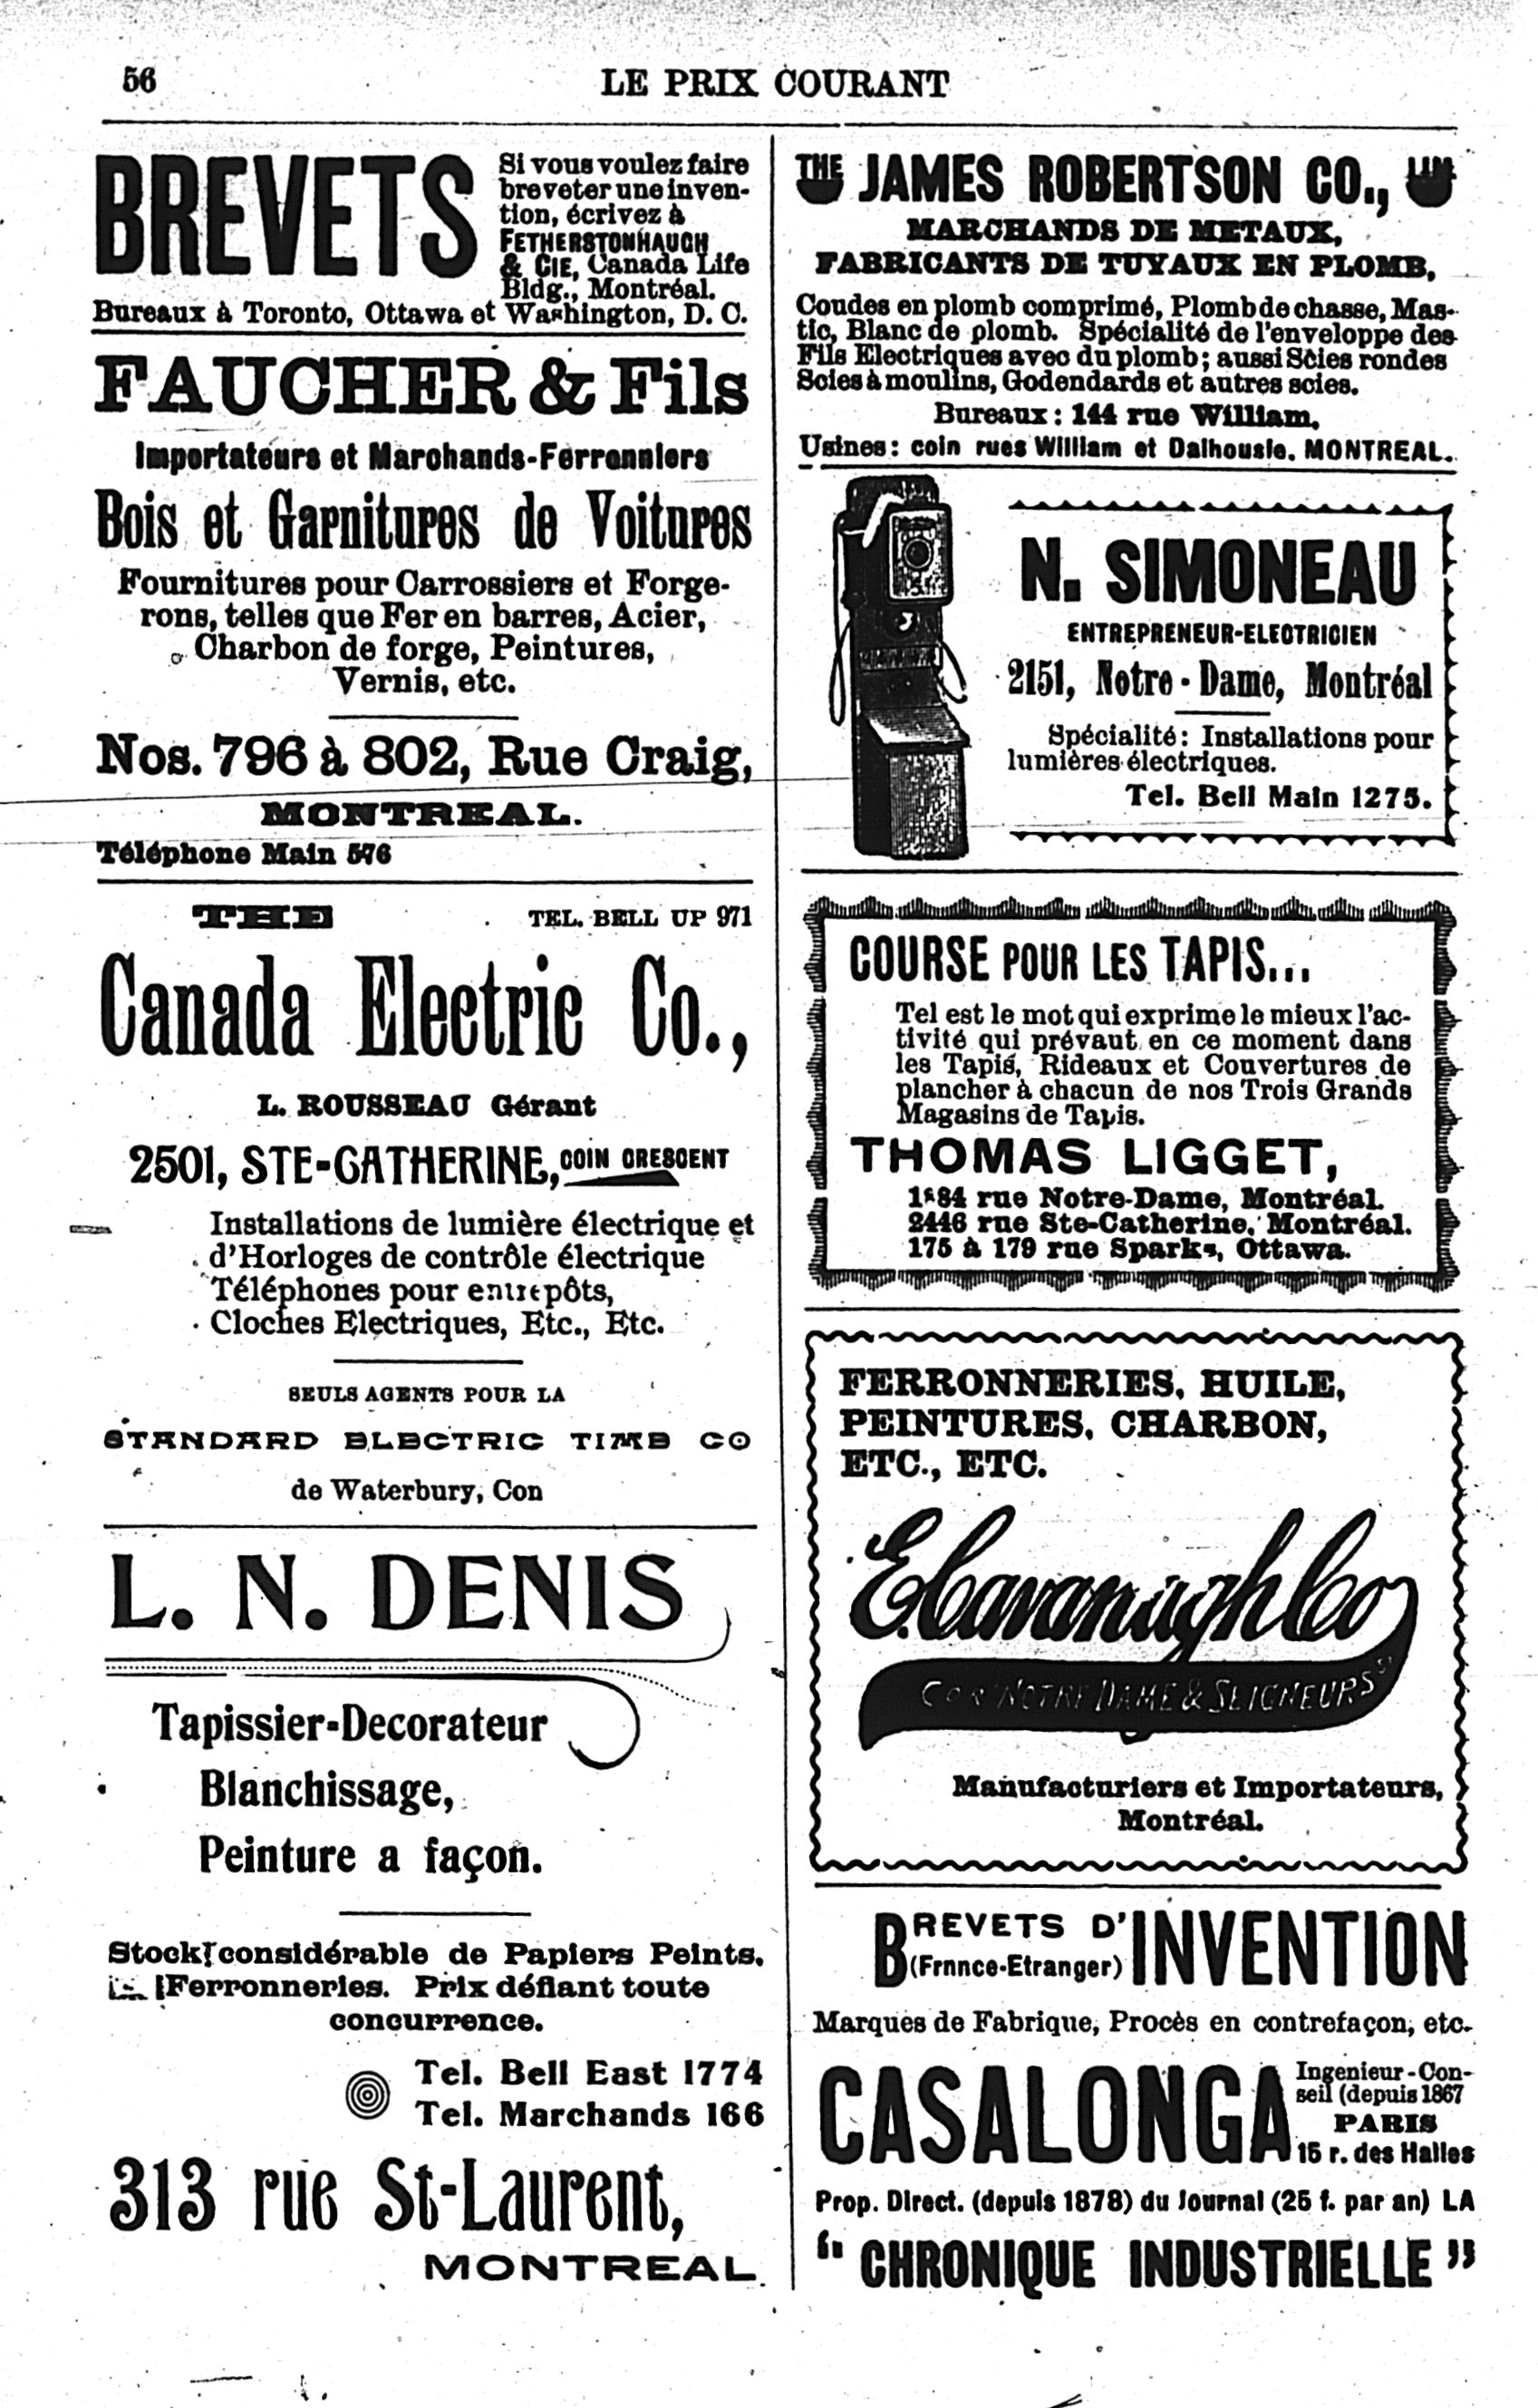 56
LE PRIX COURANT
BREVETS
Si vous voulez faire
breveter une inven-
tion, écrivez à
FETHERSTONHAUGH
& CIE, Canada Life
Bldg., Montréal.
Bureaux à Toronto, Ottawa et Washington, D. C.
FAUCHER & Fils
Importateurs et Marchands-Ferronniers
Bois et Garnitures de Voitures
Fournitures pour Carrossiers et Forge-
rons, telles que Fer en barres, Acier,
Charbon de forge, Peintures,
Vernis, etc.
Nos. 796 à 802, Rue Craig,
MONTREAL.
Téléphone Main 576
THE
TEL. BELL UP 971
Canada Electric Co.,
L. ROUSSEAU Gérant
2501, STE-CATHERINE, COIN CRESCENT
Installations de lumière électrique et
d'Horloges de contrôle électrique
Téléphones pour entrepôts,
Cloches Electriques, Etc., Etc.
SEULS AGENTS POUR LA
STANDARD ELECTRIC TIME CO
de Waterbury, Con
L. N. DENIS
Tapissier-Decorateur
Blanchissage,
Peinture a façon.
Stock considérable de Papiers Peints.
Ferronneries. Prix défiant toute
concurrence.
Tel. Bell East 1774
Tel. Marchands 166
313 rue St-Laurent,
MONTREAL.
THE JAMES ROBERTSON CO., LIM
MARCHANDS DE METAUX,
FABRICANTS DE TUYAUX EN PLOMB,
Coudes en plomb comprimé, Plomb de chasse, Mas-
tic, Blanc de plomb. Spécialité de l'enveloppe des
Fils Electriques avec du plomb; aussi Scies rondes
Scies à moulins, Godendards et autres scies.
Bureaux: 144 rue William.
Usines: coin rues William et Dalhousie. MONTREAL.
N. SIMONEAU
ENTREPRENEUR-ELECTRICIEN
2151, Notre-Dame, Montréal
Spécialité: Installations pour
lumières électriques.
Tel. Bell Main 1275.
COURSE POUR LES TAPIS...
Tel est le mot qui exprime le mieux l'ac-
tivité qui prévaut en ce moment dans
les Tapis, Rideaux et Couvertures de
plancher à chacun de nos Trois Grands
Magasins de Tapis.
THOMAS LIGGET,
1884 rue Notre-Dame, Montréal.
2446 rue Ste-Catherine, Montréal.
175 à 179 rue Sparks, Ottawa.
FERRONNERIES, HUILE,
PEINTURES, CHARBON,
ETC., ETC.
E. Cavanagh Co
COR NOTRE DAME & SEIGNEURS ST
Manufacturiers et Importateurs,
Montréal.
BREVETS D'INVENTION
(Frnnce-Etranger)
Marques de Fabrique, Procès en contrefaçon, etc.
CASALONGA
Ingenieur-Con-
seil (depuis 1867
PARIS
15 r. des Halles
Prop. Direct. (depuis 1878) du Journal (25 f. par an) LA
"CHRONIQUE INDUSTRIELLE"